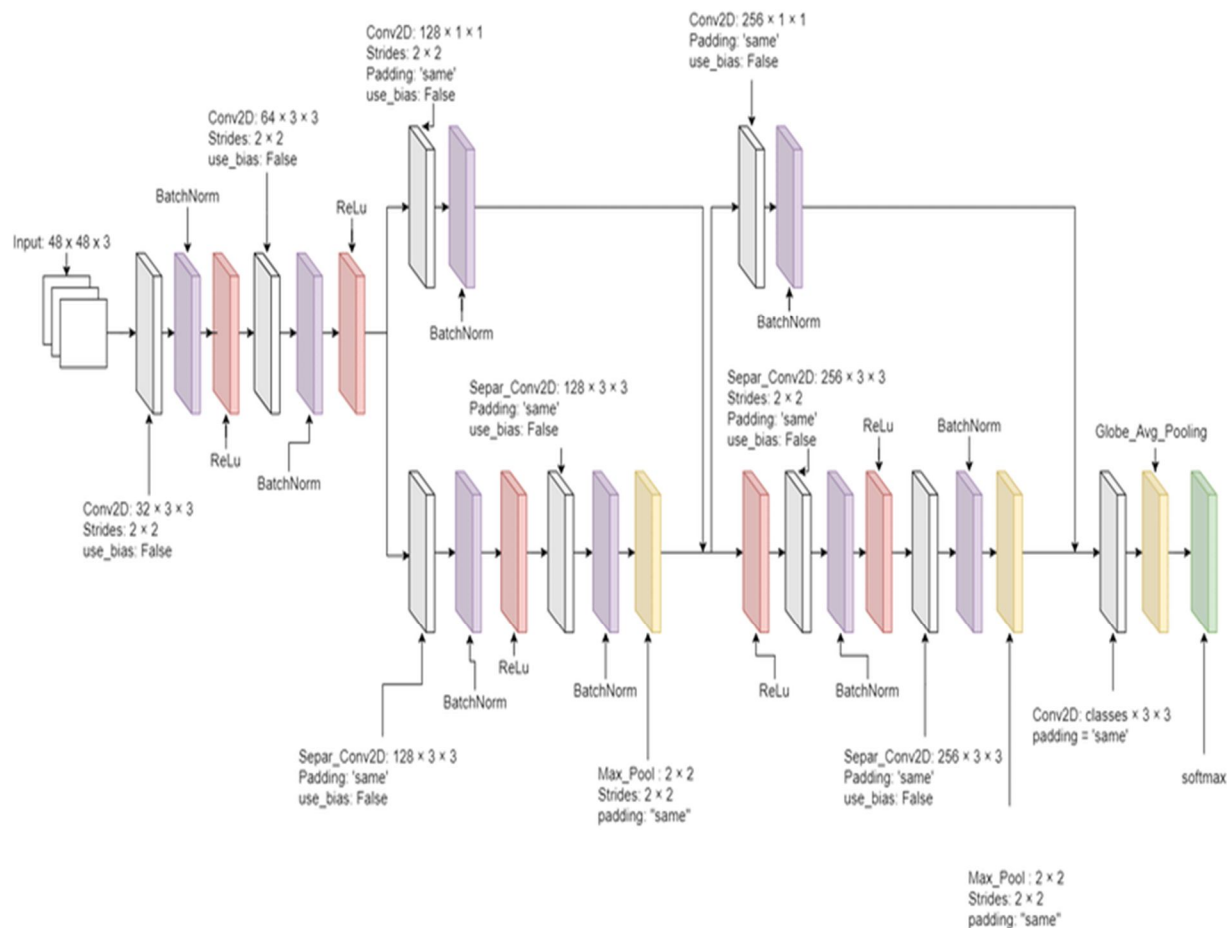 Input: 48 x 48 x 3
Conv2D: 32 × 3 × 3
Strides: 2 × 2
use_bias: False
BatchNorm
ReLu
Conv2D: 64 × 3 × 3
Strides: 2 × 2
use_bias: False
BatchNorm
ReLu
Conv2D: 128 × 1 × 1
Strides: 2 × 2
Padding: 'same'
use_bias: False
BatchNorm
Separ_Conv2D: 128 × 3 × 3
Padding: 'same'
use_bias: False
BatchNorm
ReLu
Separ_Conv2D: 128 × 3 × 3
Padding: 'same'
use_bias: False
BatchNorm
Max_Pool : 2 × 2
Strides: 2 × 2
padding: "same"
Conv2D: 256 × 1 × 1
Padding: 'same'
use_bias: False
BatchNorm
ReLu
Separ_Conv2D: 256 × 3 × 3
Strides: 2 × 2
Padding: 'same'
use_bias: False
BatchNorm
ReLu
Separ_Conv2D: 256 × 3 × 3
Padding: 'same'
use_bias: False
BatchNorm
Max_Pool : 2 × 2
Strides: 2 × 2
padding: "same"
Conv2D: classes × 3 × 3
padding = 'same'
Globe_Avg_Pooling
softmax